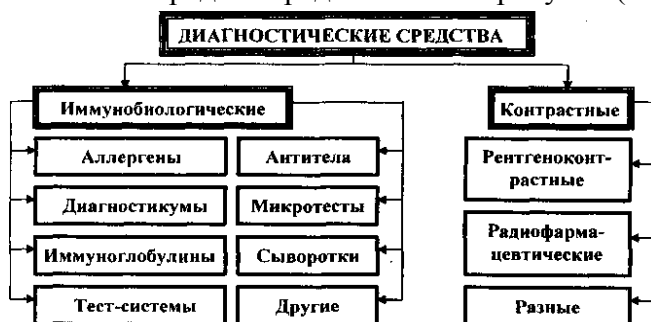 ДИАГНОСТИЧЕСКИЕ СРЕДСТВА
Иммунобиологические
Контрастные
Аллергены
Антитела
Рентгеноконт-
растные
Диагностикумы
Микротесты
Иммуноглобулины
Сыворотки
Радиофарма-
цевтические
Тест-системы
Другие
Разные